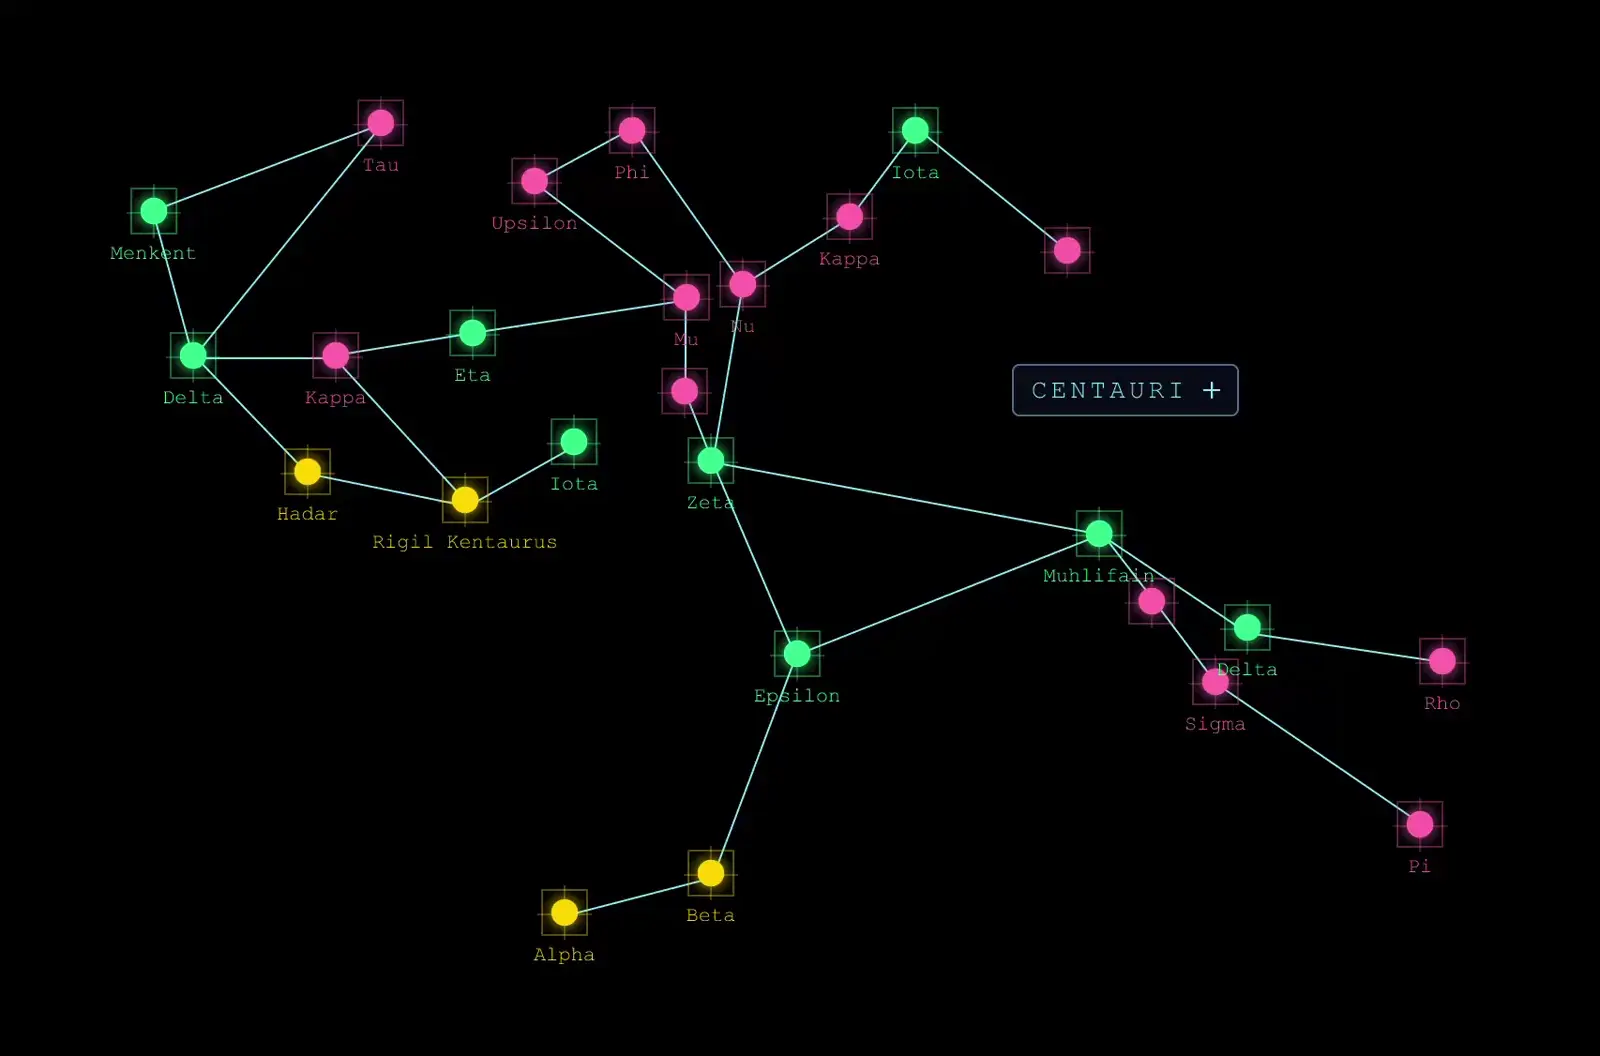 Tau
Phi
Iota
Upsilon
Menkent
Kappa
Nu
Mu
Eta
CENTAURI +
Delta
Kappa
Iota
Zeta
Hadar
Rigil Kentaurus
Muhlifain
Delta
Epsilon
Rho
Sigma
Pi
Beta
Alpha